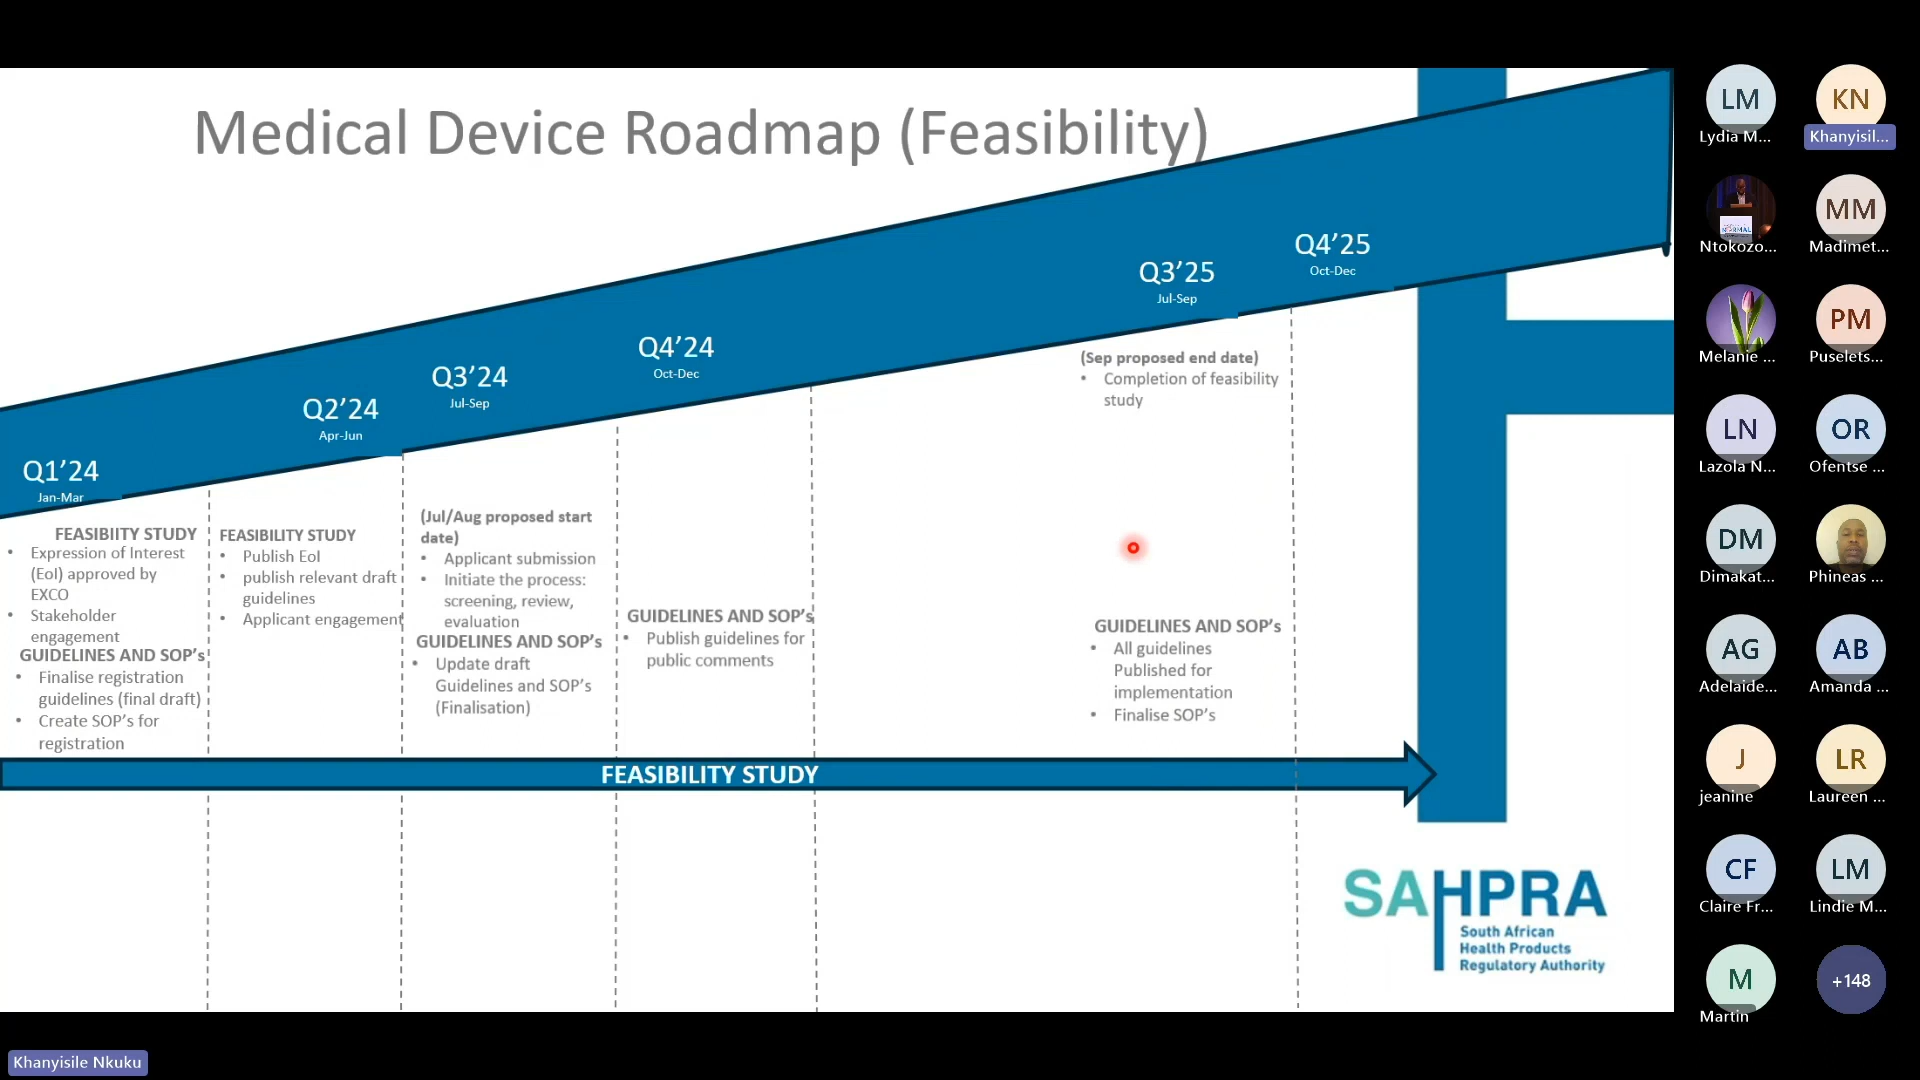 Medical Device Roadmap (Feasibility)
Q1’24
Jan-Mar
Q2’24
Apr-Jun
Q3’24
Jul-Sep
Q4’24
Oct-Dec
Q3’25
Jul-Sep
Q4’25
Oct-Dec
FEASIBIITY STUDY
• Expression of Interest
(EoI) approved by
EXCO
• Stakeholder
engagement
GUIDELINES AND SOP’s
• Finalise registration
guidelines (final draft)
• Create SOP’s for
registration
FEASIBILITY STUDY
• Publish EoI
• publish relevant draft
guidelines
• Applicant engagement
(Jul/Aug proposed start
date)
• Applicant submission
• Initiate the process:
screening, review,
evaluation
GUIDELINES AND SOP’s
• Update draft
Guidelines and SOP’s
(Finalisation)
GUIDELINES AND SOP’s
• Publish guidelines for
public comments
(Sep proposed end date)
• Completion of feasibility
study
GUIDELINES AND SOP’s
• All guidelines
Published for
implementation
• Finalise SOP’s
FEASIBILITY STUDY
SAHPRA
South African
Health Products
Regulatory Authority
LM
Lydia M...
KN
Khanyisil...
Ntokozo...
MM
Madimet...
Melanie ...
PM
Puselets...
LN
Lazola N...
OR
Ofentse ...
DM
Dimakat...
Phineas ...
AG
Adelaide...
AB
Amanda ...
J
jeanine
LR
Laureen ...
CF
Claire Fr...
LM
Lindie M...
M
Martin
+148
Khanyisile Nkuku